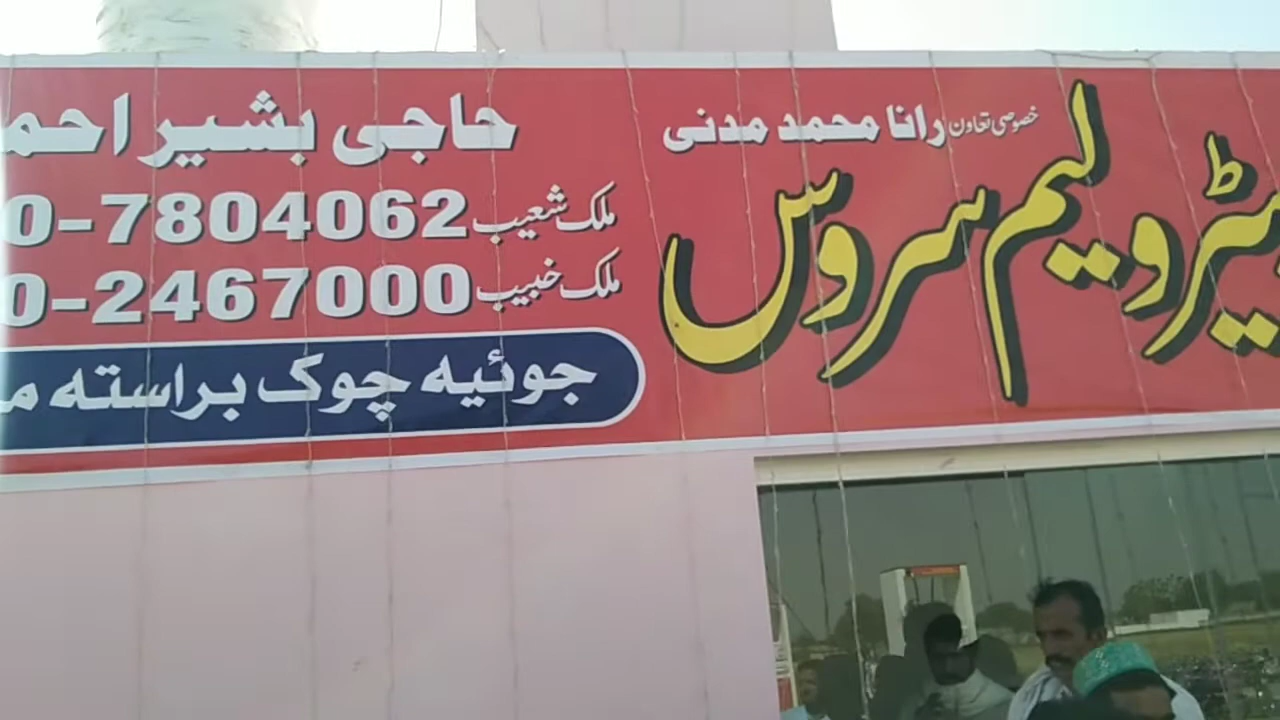 خصوصی تعاون رانا محمد مدنی
پیٹرولیم سروس
حاجی بشیر احم
ملک شعیب 0-7804062
ملک خبیب 0-2467000
جوئیہ چوک براستہ م